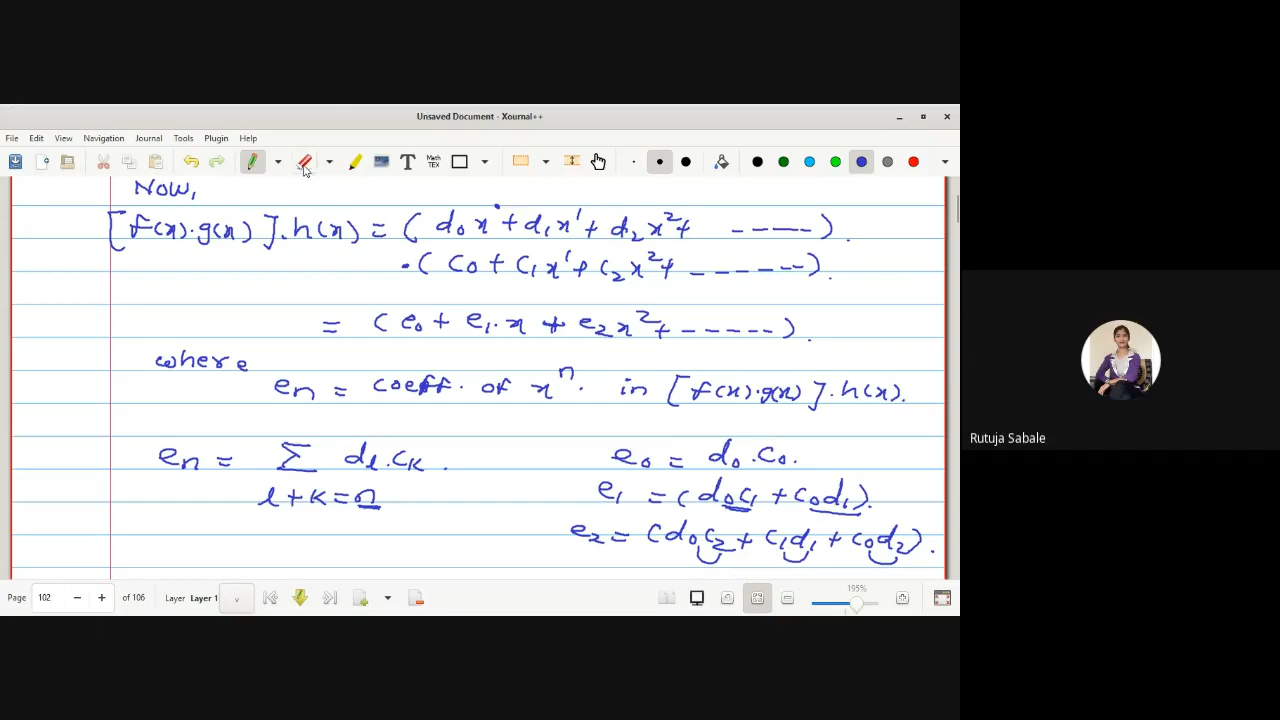 Unsaved Document - Xournal++
File Edit View Navigation Journal Tools Plugin Help
Now,
[f(x)·g(x)].h(x) = ( d₀x° + d₁x¹ + d₂x² + ----- ).
·( c₀ + c₁x¹ + c₂x² + ------ ).
= ( e₀ + e₁·x + e₂x² + ----- ).
where
eₙ = coeff. of xⁿ. in [f(x)·g(x)].h(x).
eₙ = Σ dₗ.cₖ. e₀ = d₀.c₀.
l+k=n e₁ = (d₀c₁ + c₀d₁).
e₂ = (d₀c₂ + c₁d₁ + c₀d₂).
Rutuja Sabale
195%
Page 102 of 106 Layer Layer 1